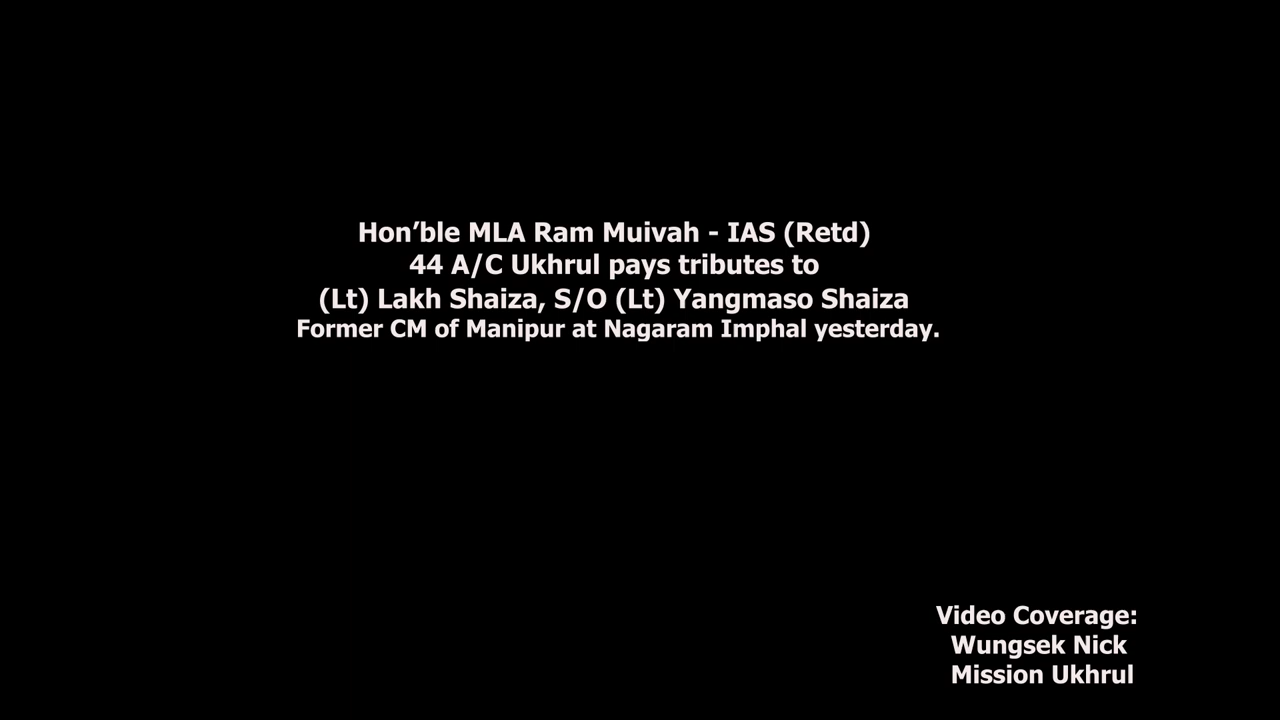 Hon’ble MLA Ram Muivah - IAS (Retd)
44 A/C Ukhrul pays tributes to
(Lt) Lakh Shaiza, S/O (Lt) Yangmaso Shaiza
Former CM of Manipur at Nagaram Imphal yesterday.
Video Coverage:
Wungsek Nick
Mission Ukhrul